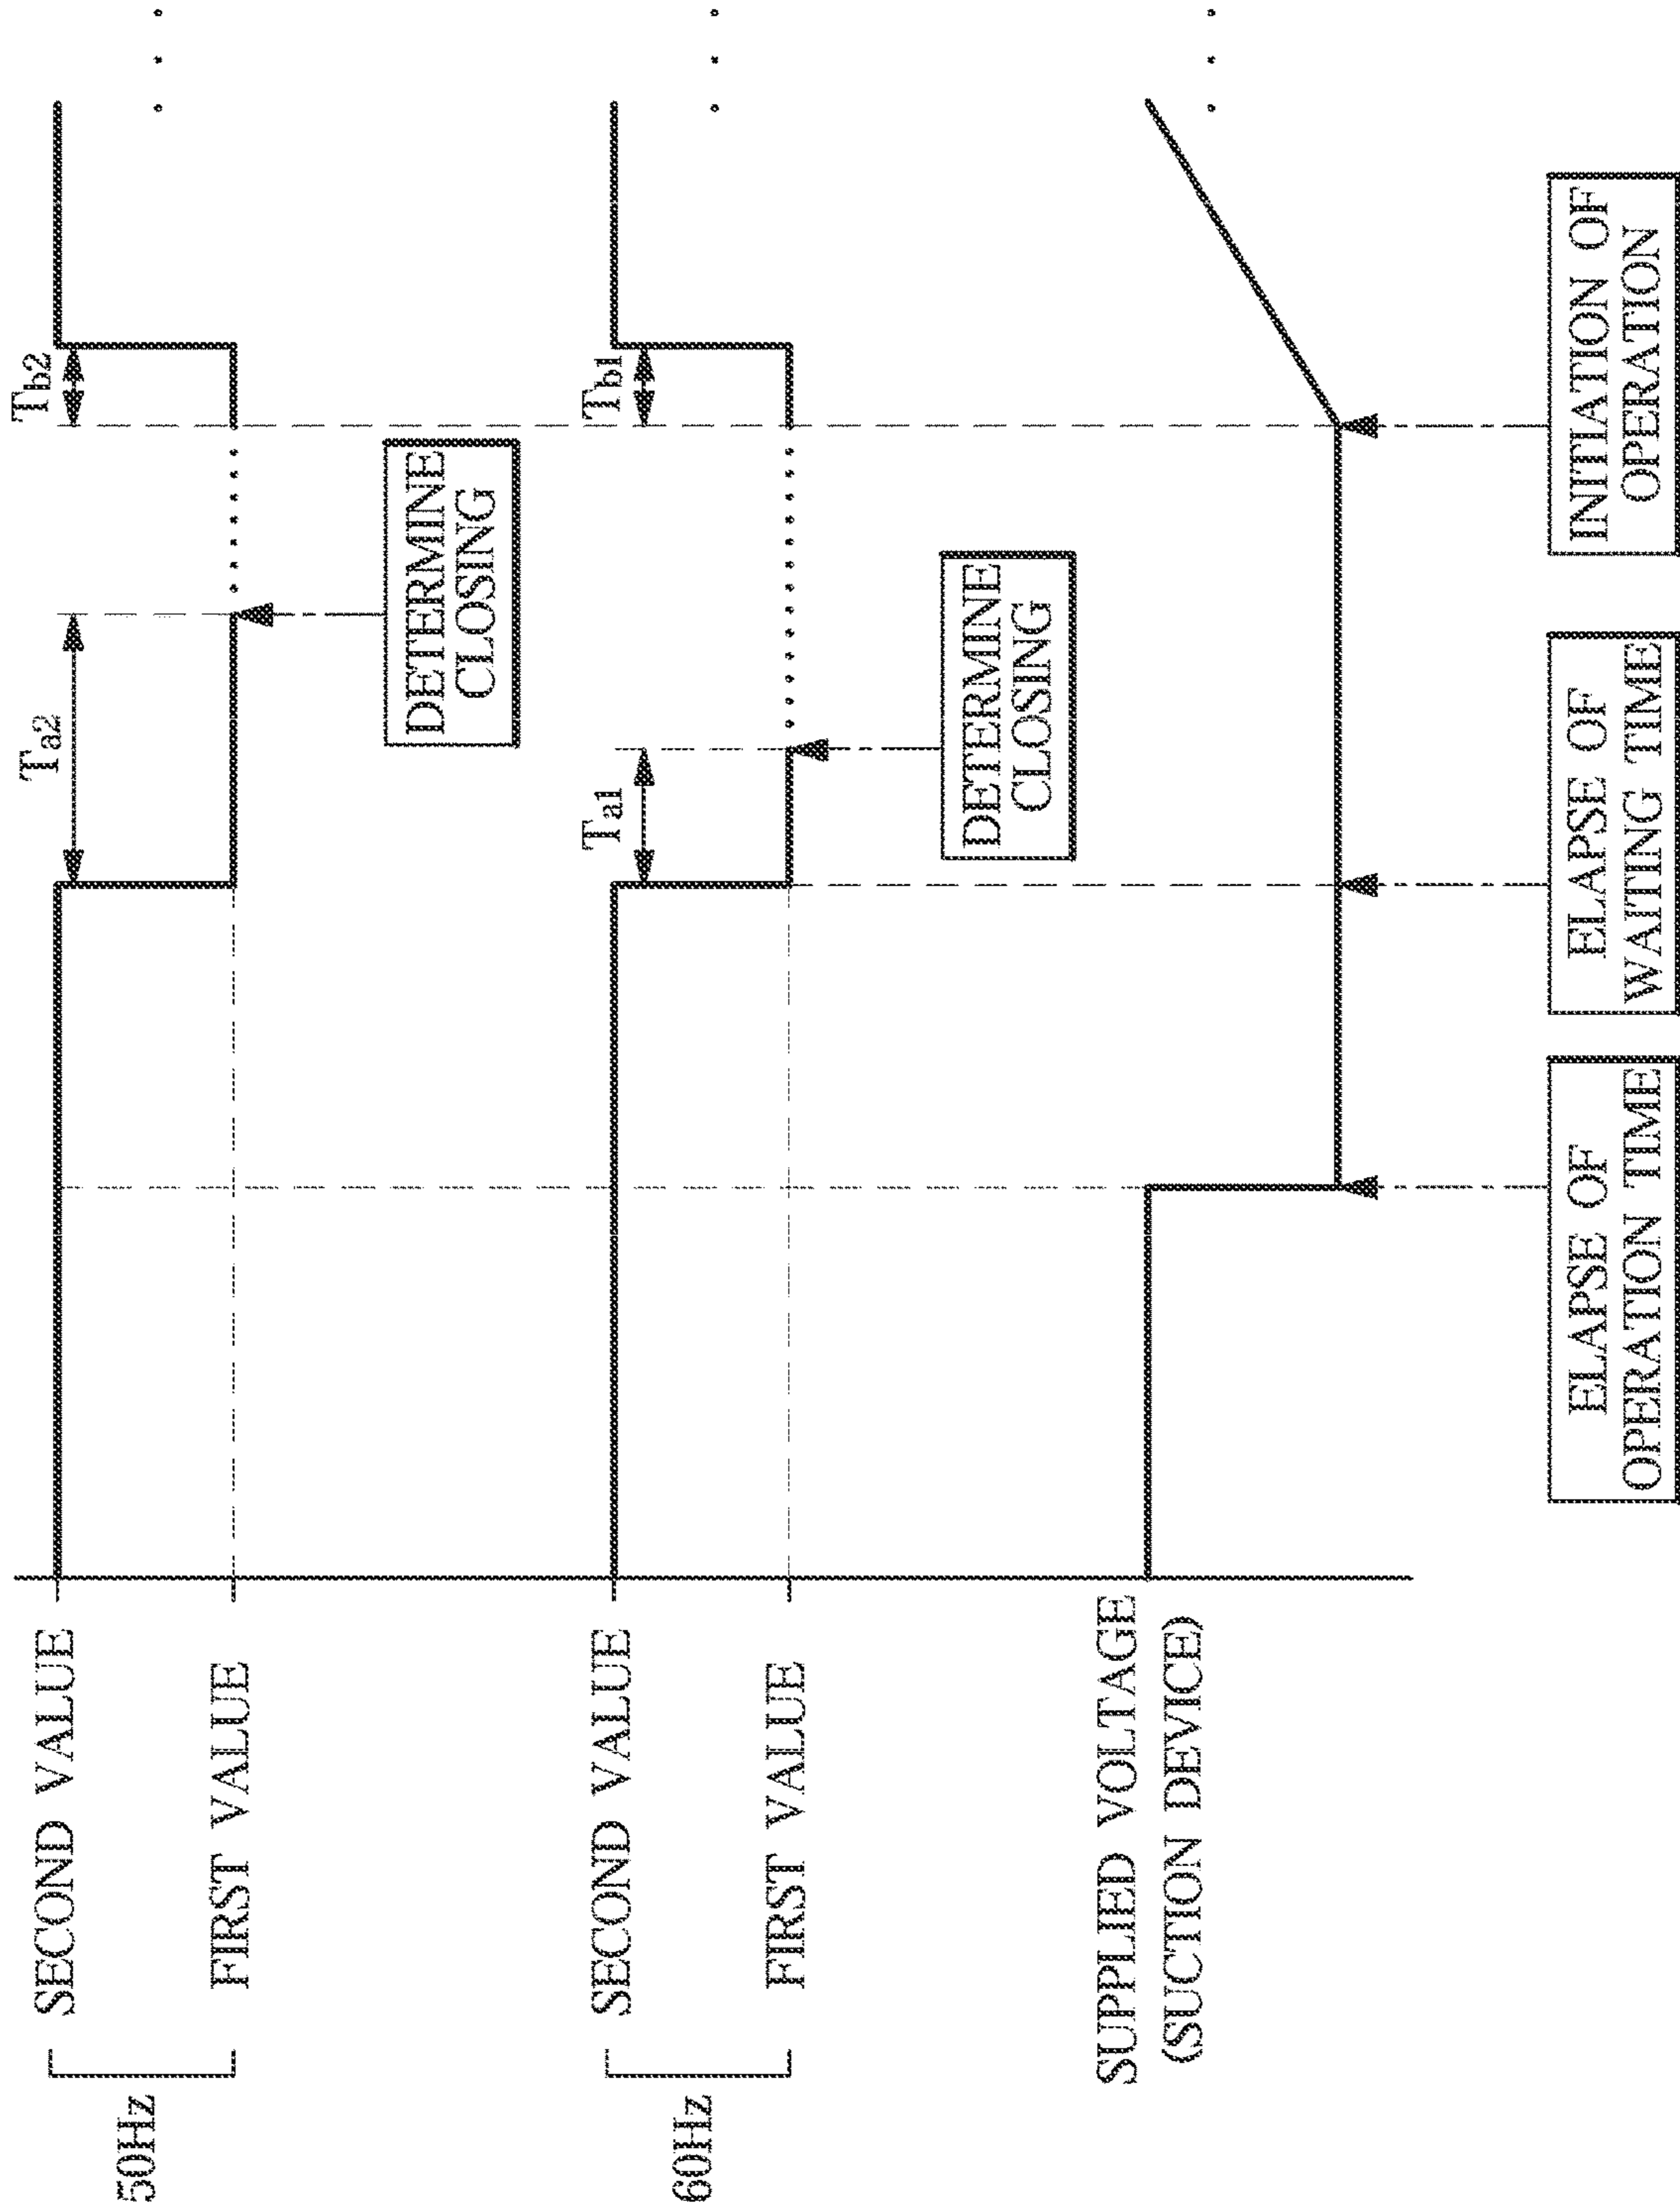 50Hz
SECOND VALUE
FIRST VALUE
Ta2
Tb2
DETERMINE
CLOSING
60Hz
SECOND VALUE
FIRST VALUE
Ta1
Tb1
DETERMINE
CLOSING
SUPPLIED VOLTAGE
(SUCTION DEVICE)
ELAPSE OF
OPERATION TIME
ELAPSE OF
WAITING TIME
INITIATION OF
OPERATION